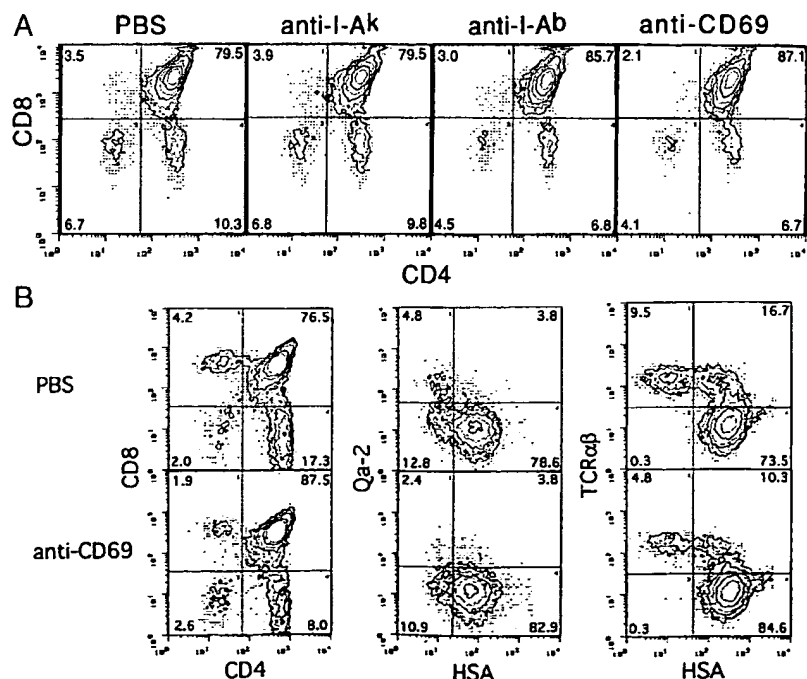 A PBS anti-I-Ak anti-I-Ab anti-CD69
3.5 79.5 3.9 79.5 3.0 85.7 2.1 87.1
CD8
6.7 10.3 6.8 9.8 4.5 6.8 4.1 6.7
CD4
B
4.2 76.5 4.8 3.8 9.5 16.7
PBS
2.0 17.3 12.8 78.6 0.3 73.5
CD8 Qa-2 TCRαβ
1.9 87.5 2.4 3.8 4.8 10.3
anti-CD69
2.6 8.0 10.9 82.9 0.3 84.6
CD4 HSA HSA